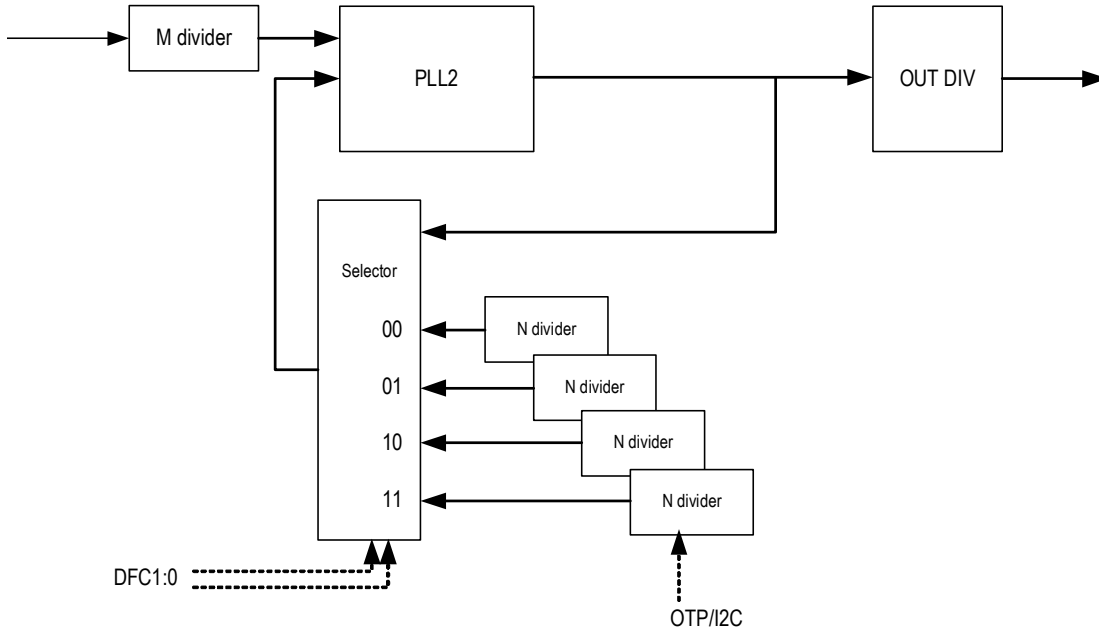 M divider
PLL2
OUT DIV
Selector
00
N divider
01
N divider
10
N divider
11
N divider
DFC1:0
OTP/I2C